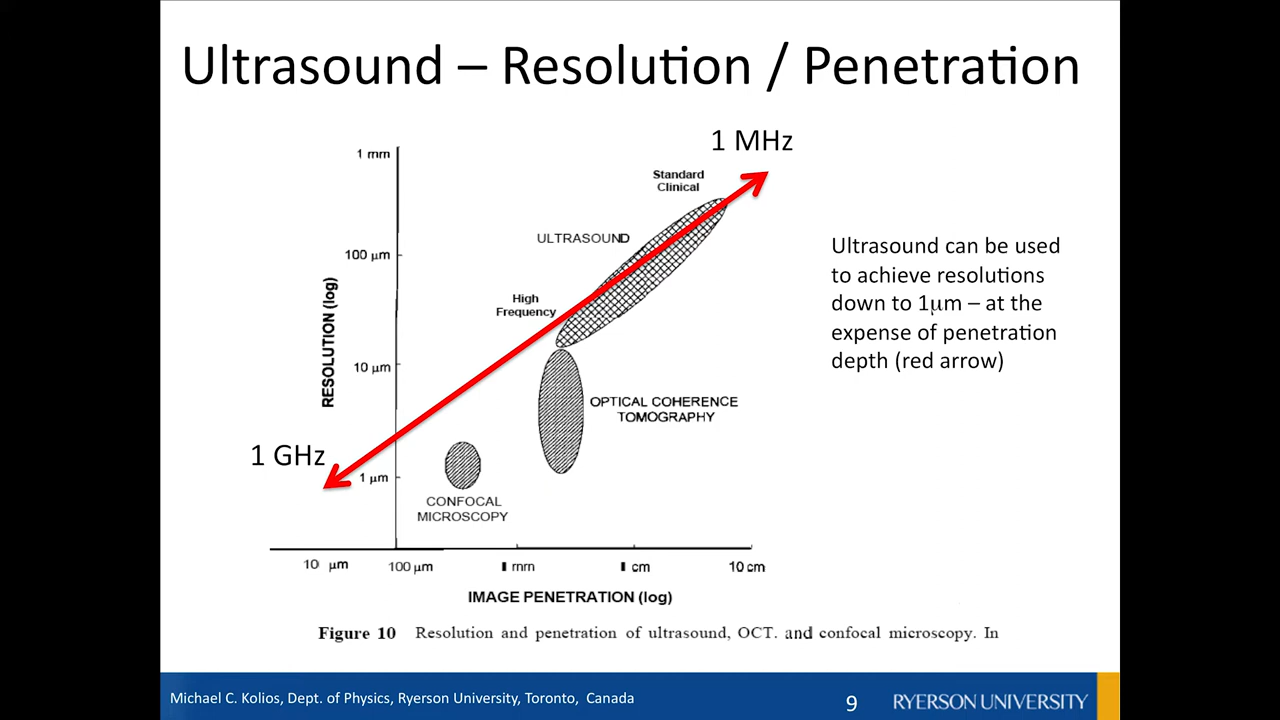 Ultrasound – Resolution / Penetration
1 MHz
1 mm
Standard
Clinical
ULTRASOUND
100 μm
High
Frequency
RESOLUTION (log)
10 μm
OPTICAL COHERENCE
TOMOGRAPHY
1 GHz
1 μm
CONFOCAL
MICROSCOPY
10 μm
100 μm
1 mm
1 cm
10 cm
IMAGE PENETRATION (log)
Ultrasound can be used
to achieve resolutions
down to 1μm – at the
expense of penetration
depth (red arrow)
Figure 10 Resolution and penetration of ultrasound, OCT. and confocal microscopy. In
Michael C. Kolios, Dept. of Physics, Ryerson University, Toronto, Canada
9
RYERSON UNIVERSITY